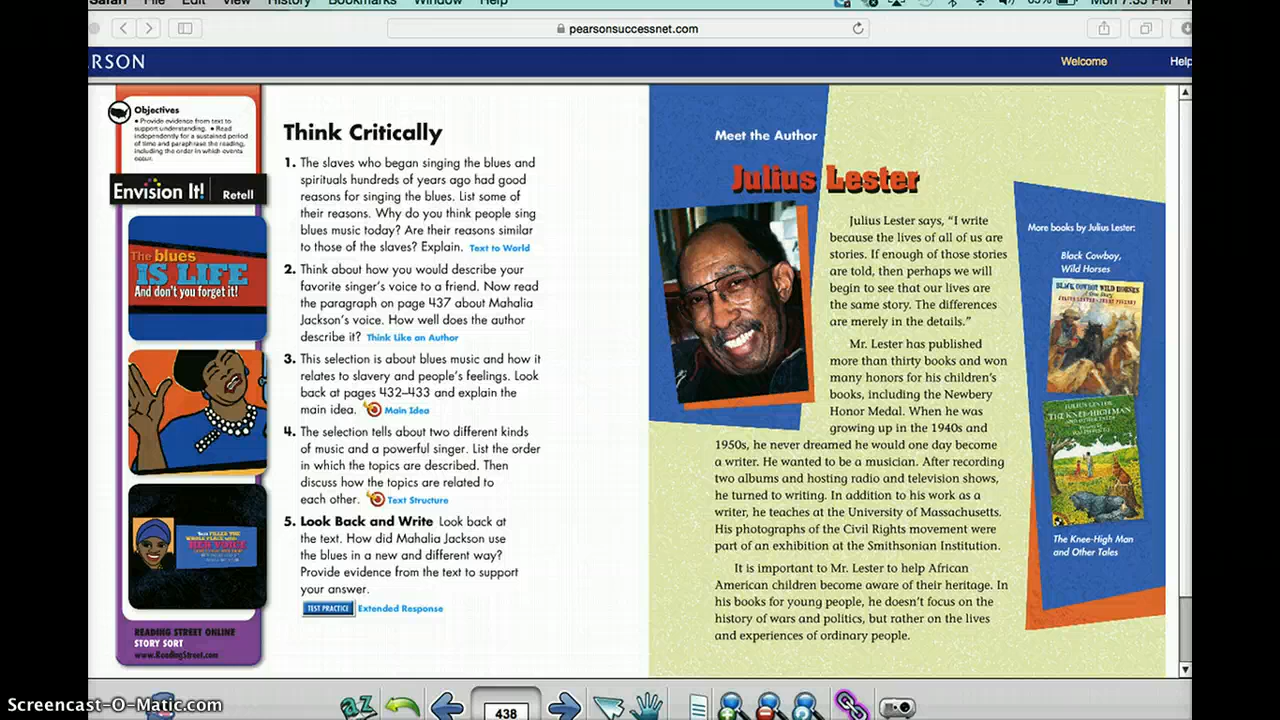 Safari File Edit View History Bookmarks Window Help
Mon 7:35 PM
pearsonsuccessnet.com
RSON
Welcome
Help
Objectives
• Provide evidence from text to
support understanding. • Read
independently for a sustained period
of time and paraphrase the reading,
including the order in which events
occur.
Envision It! Retell
The blues
IS LIFE
And don't you forget it!
READING STREET ONLINE
STORY SORT
www.ReadingStreet.com
Think Critically
1. The slaves who began singing the blues and
spirituals hundreds of years ago had good
reasons for singing the blues. List some of
their reasons. Why do you think people sing
blues music today? Are their reasons similar
to those of the slaves? Explain. Text to World
2. Think about how you would describe your
favorite singer's voice to a friend. Now read
the paragraph on page 437 about Mahalia
Jackson's voice. How well does the author
describe it? Think Like an Author
3. This selection is about blues music and how it
relates to slavery and people's feelings. Look
back at pages 432–433 and explain the
main idea. Main Idea
4. The selection tells about two different kinds
of music and a powerful singer. List the order
in which the topics are described. Then
discuss how the topics are related to
each other. Text Structure
5. Look Back and Write Look back at
the text. How did Mahalia Jackson use
the blues in a new and different way?
Provide evidence from the text to support
your answer.
TEST PRACTICE Extended Response
Meet the Author
Julius Lester
Julius Lester says, "I write
because the lives of all of us are
stories. If enough of those stories
are told, then perhaps we will
begin to see that our lives are
the same story. The differences
are merely in the details."
Mr. Lester has published
more than thirty books and won
many honors for his children's
books, including the Newbery
Honor Medal. When he was
growing up in the 1940s and
1950s, he never dreamed he would one day become
a writer. He wanted to be a musician. After recording
two albums and hosting radio and television shows,
he turned to writing. In addition to his work as a
writer, he teaches at the University of Massachusetts.
His photographs of the Civil Rights movement were
part of an exhibition at the Smithsonian Institution.
It is important to Mr. Lester to help African
American children become aware of their heritage. In
his books for young people, he doesn't focus on the
history of wars and politics, but rather on the lives
and experiences of ordinary people.
More books by Julius Lester:
Black Cowboy,
Wild Horses
BLACK COWBOY WILD HORSES
JULIUS LESTER
THE KNEE-HIGH MAN
The Knee-High Man
and Other Tales
438
Screencast-O-Matic.com